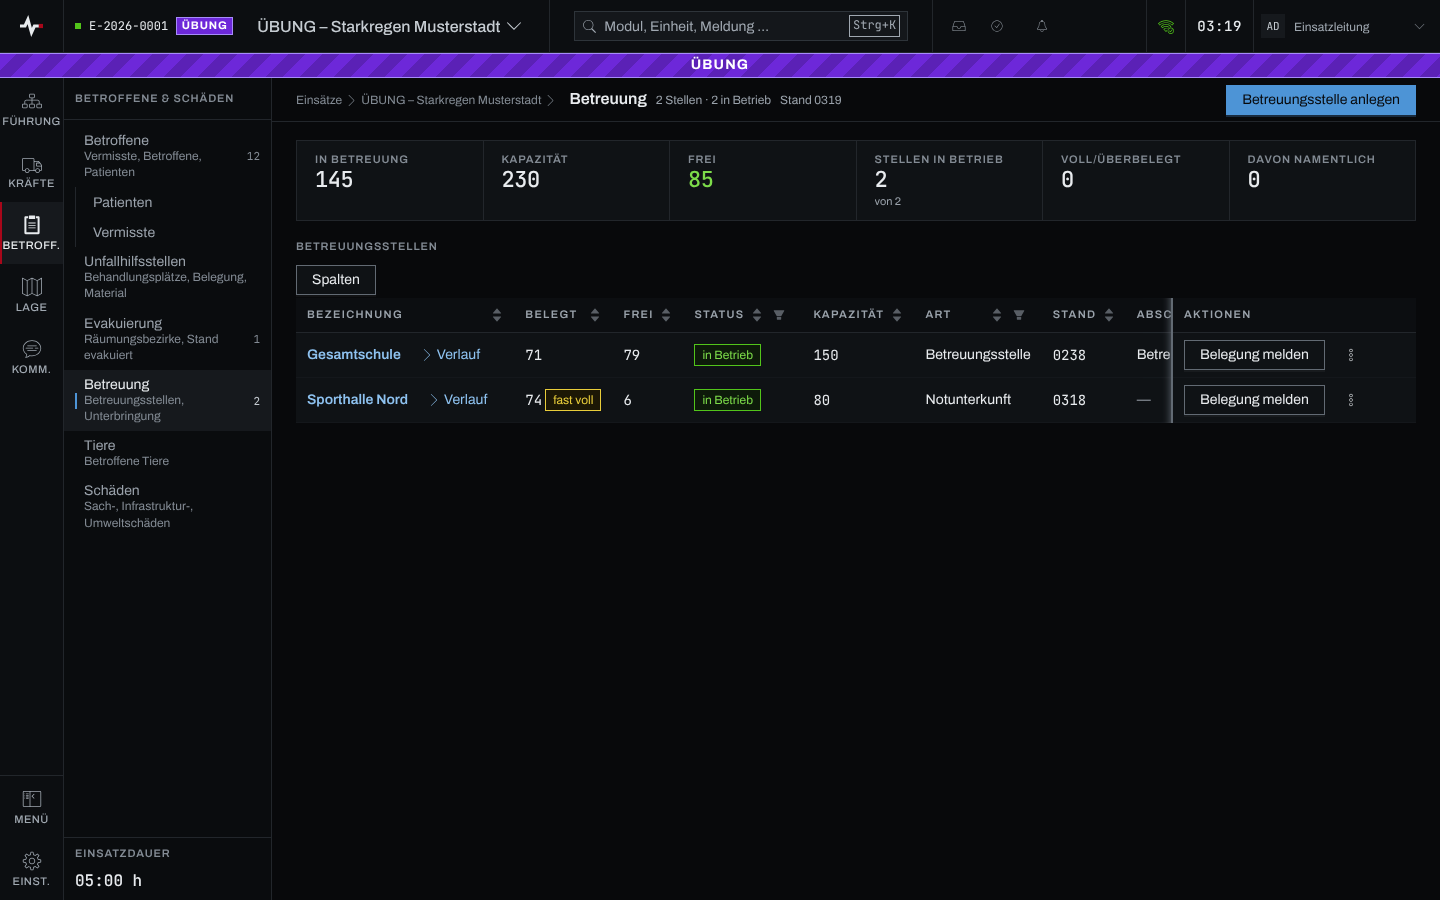 E-2026-0001 ÜBUNG ÜBUNG – Starkregen Musterstadt Modul, Einheit, Meldung ... Strg+K 03:19 AD Einsatzleitung
ÜBUNG
FÜHRUNG
KRÄFTE
BETROFF.
LAGE
KOMM.
MENÜ
EINST.
BETROFFENE & SCHÄDEN
Betroffene
Vermisste, Betroffene, 12
Patienten
Patienten
Vermisste
Unfallhilfsstellen
Behandlungsplätze, Belegung,
Material
Evakuierung
Räumungsbezirke, Stand 1
evakuiert
Betreuung
Betreuungsstellen, 2
Unterbringung
Tiere
Betroffene Tiere
Schäden
Sach-, Infrastruktur-,
Umweltschäden
EINSATZDAUER
05:00 h
Einsätze ÜBUNG – Starkregen Musterstadt Betreuung 2 Stellen · 2 in Betrieb Stand 0319 Betreuungsstelle anlegen
IN BETREUUNG KAPAZITÄT FREI STELLEN IN BETRIEB VOLL/ÜBERBELEGT DAVON NAMENTLICH
145 230 85 2 0 0
von 2
BETREUUNGSSTELLEN
Spalten
BEZEICHNUNG BELEGT FREI STATUS KAPAZITÄT ART STAND ABSC AKTIONEN
Gesamtschule Verlauf 71 79 in Betrieb 150 Betreuungsstelle 0238 Betre Belegung melden
Sporthalle Nord Verlauf 74 fast voll 6 in Betrieb 80 Notunterkunft 0318 — Belegung melden